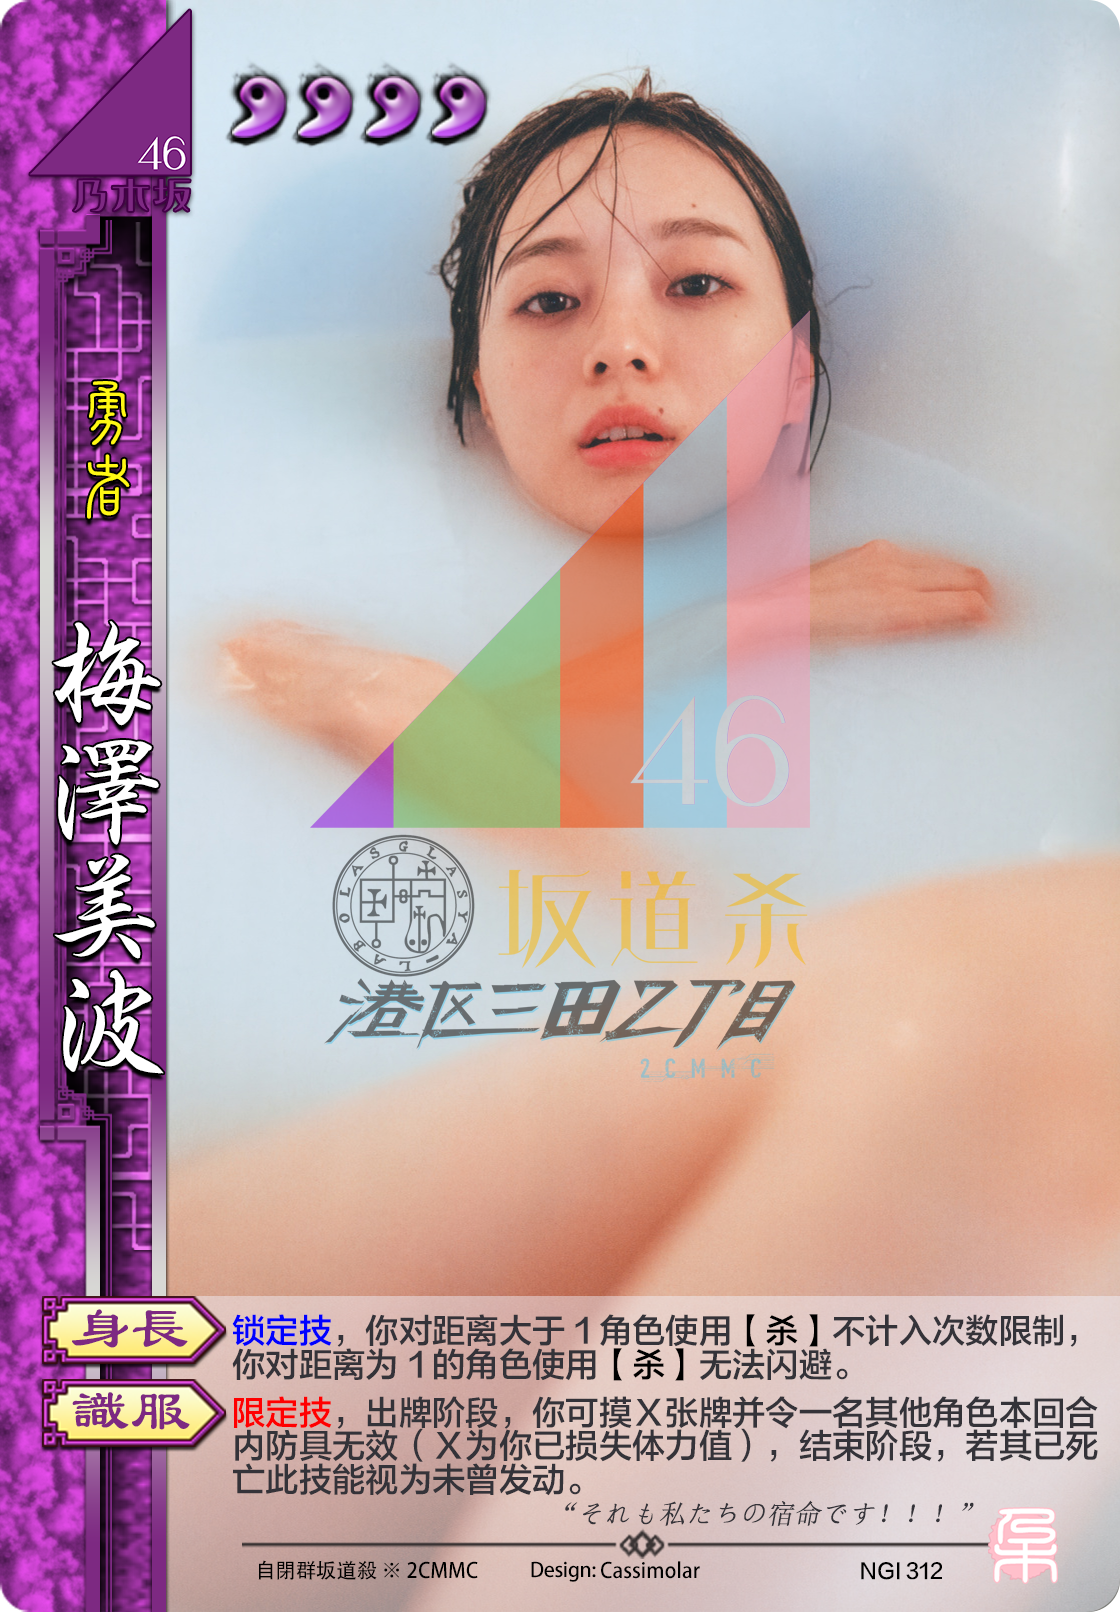 46
乃木坂
勇者
梅澤美波
46
GLASYA-LABOLAS
坂道杀
港区三田2丁目
2CMMC
身長
锁定技，你对距离大于1角色使用【杀】不计入次数限制，
你对距离为1的角色使用【杀】无法闪避。
識服
限定技，出牌阶段，你可摸X张牌并令一名其他角色本回合
内防具无效（X为你已损失体力值），结束阶段，若其已死
亡此技能视为未曾发动。
“それも私たちの宿命です！！！”
自閉群坂道殺 ※ 2CMMC
Design: Cassimolar
NGI 312